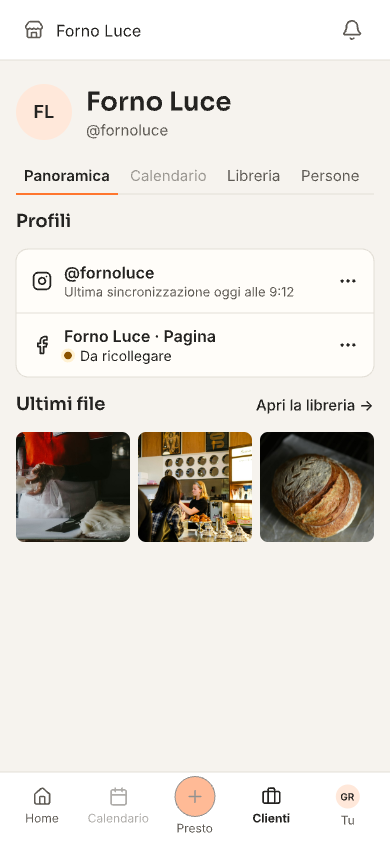 Forno Luce
FL
Forno Luce
@fornoluce
Panoramica Calendario Libreria Persone
Profili
@fornoluce
Ultima sincronizzazione oggi alle 9:12
Forno Luce · Pagina
Da ricollegare
Ultimi file
Apri la libreria →
Home
Calendario
Presto
Clienti
GR
Tu